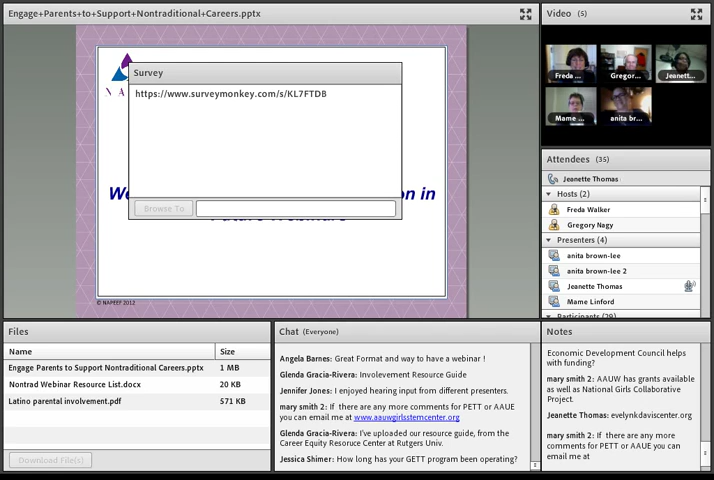 Engage+Parents+to+Support+Nontraditional+Careers.pptx
Survey
https://www.surveymonkey.com/s/KL7FTDB
on in
Browse To
© NAPEEF 2012
Video (5)
Freda ...
Gregor...
Jeanett...
Mame ...
anita br...
Attendees (35)
Jeanette Thomas
Hosts (2)
Freda Walker
Gregory Nagy
Presenters (4)
anita brown-lee
anita brown-lee 2
Jeanette Thomas
Mame Linford
Participants (29)
Files
Name Size
Engage Parents to Support Nontraditional Careers.pptx 1 MB
Nontrad Webinar Resource List.docx 20 KB
Latino parental involvement.pdf 571 KB
Download File(s)
Chat (Everyone)
Angela Barnes: Great Format and way to have a webinar !
Glenda Gracia-Rivera: Involevement Resource Guide
Jennifer Jones: I enjoyed hearing input from different presenters.
mary smith 2: If there are any more comments for PETT or AAUE
you can email me at www.aauwgirlsstemcenter.org
Glenda Gracia-Rivera: I've uploaded our resource guide, from the
Career Equity Resource Center at Rutgers Univ.
Jessica Shimer: How long has your GETT program been operating?
Notes
Economic Development Council helps
with funding?
mary smith 2: AAUW has grants available
as well as National Girls Collaborative
Project.
Jeanette Thomas: evelynkdaviscenter.org
mary smith 2: If there are any more
comments for PETT or AAUE you can
email me at